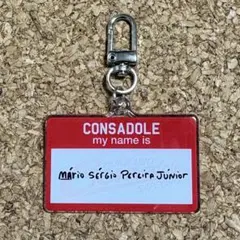 CONSADOLE
my name is
Mário Sérgio Pereira Júnior